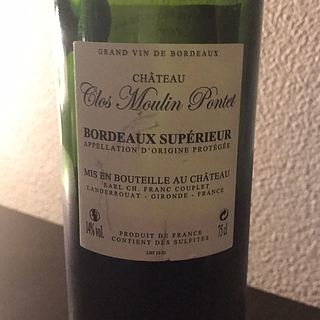 GRAND VIN DE BORDEAUX
CHÂTEAU
Clos Moulin Pontet
BORDEAUX SUPÉRIEUR
APPELLATION D'ORIGINE PROTÉGÉE
MIS EN BOUTEILLE AU CHÂTEAU
EARL CH. FRANC COUPLET
LANDERROUAT - GIRONDE - FRANCE
14% vol. 75 cl
PRODUIT DE FRANCE
CONTIENT DES SULFITES